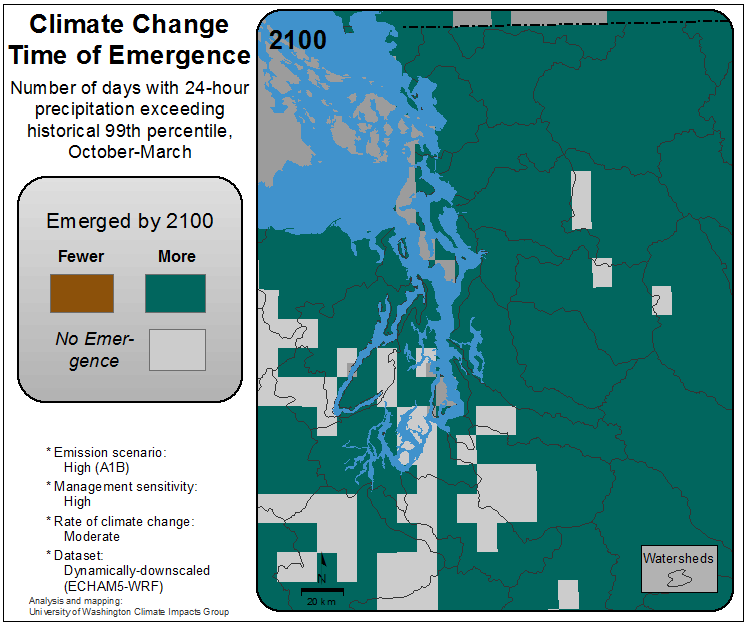 Climate Change
Time of Emergence
Number of days with 24-hour
precipitation exceeding
historical 99th percentile,
October-March
Emerged by 2100
Fewer
More
No Emer-
gence
* Emission scenario:
High (A1B)
* Management sensitivity:
High
* Rate of climate change:
Moderate
* Dataset:
Dynamically-downscaled
(ECHAM5-WRF)
Analysis and mapping:
University of Washington Climate Impacts Group
2100
N
20 km
Watersheds